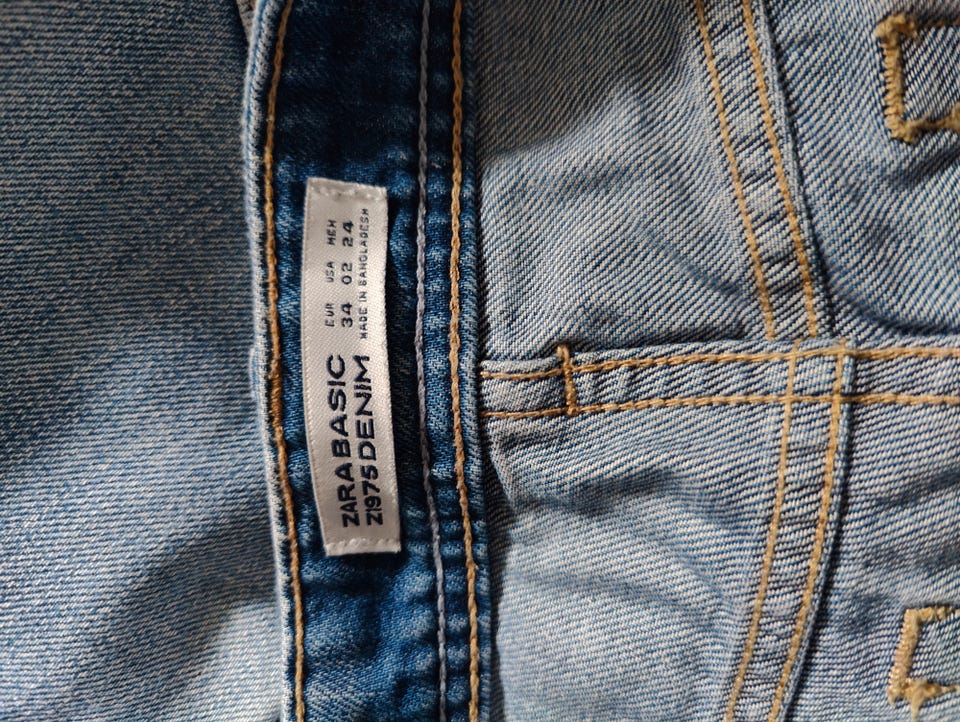 ZARA BASIC
Z1975 DENIM
EUR USA MEX
34 02 24
MADE IN BANGLADESH